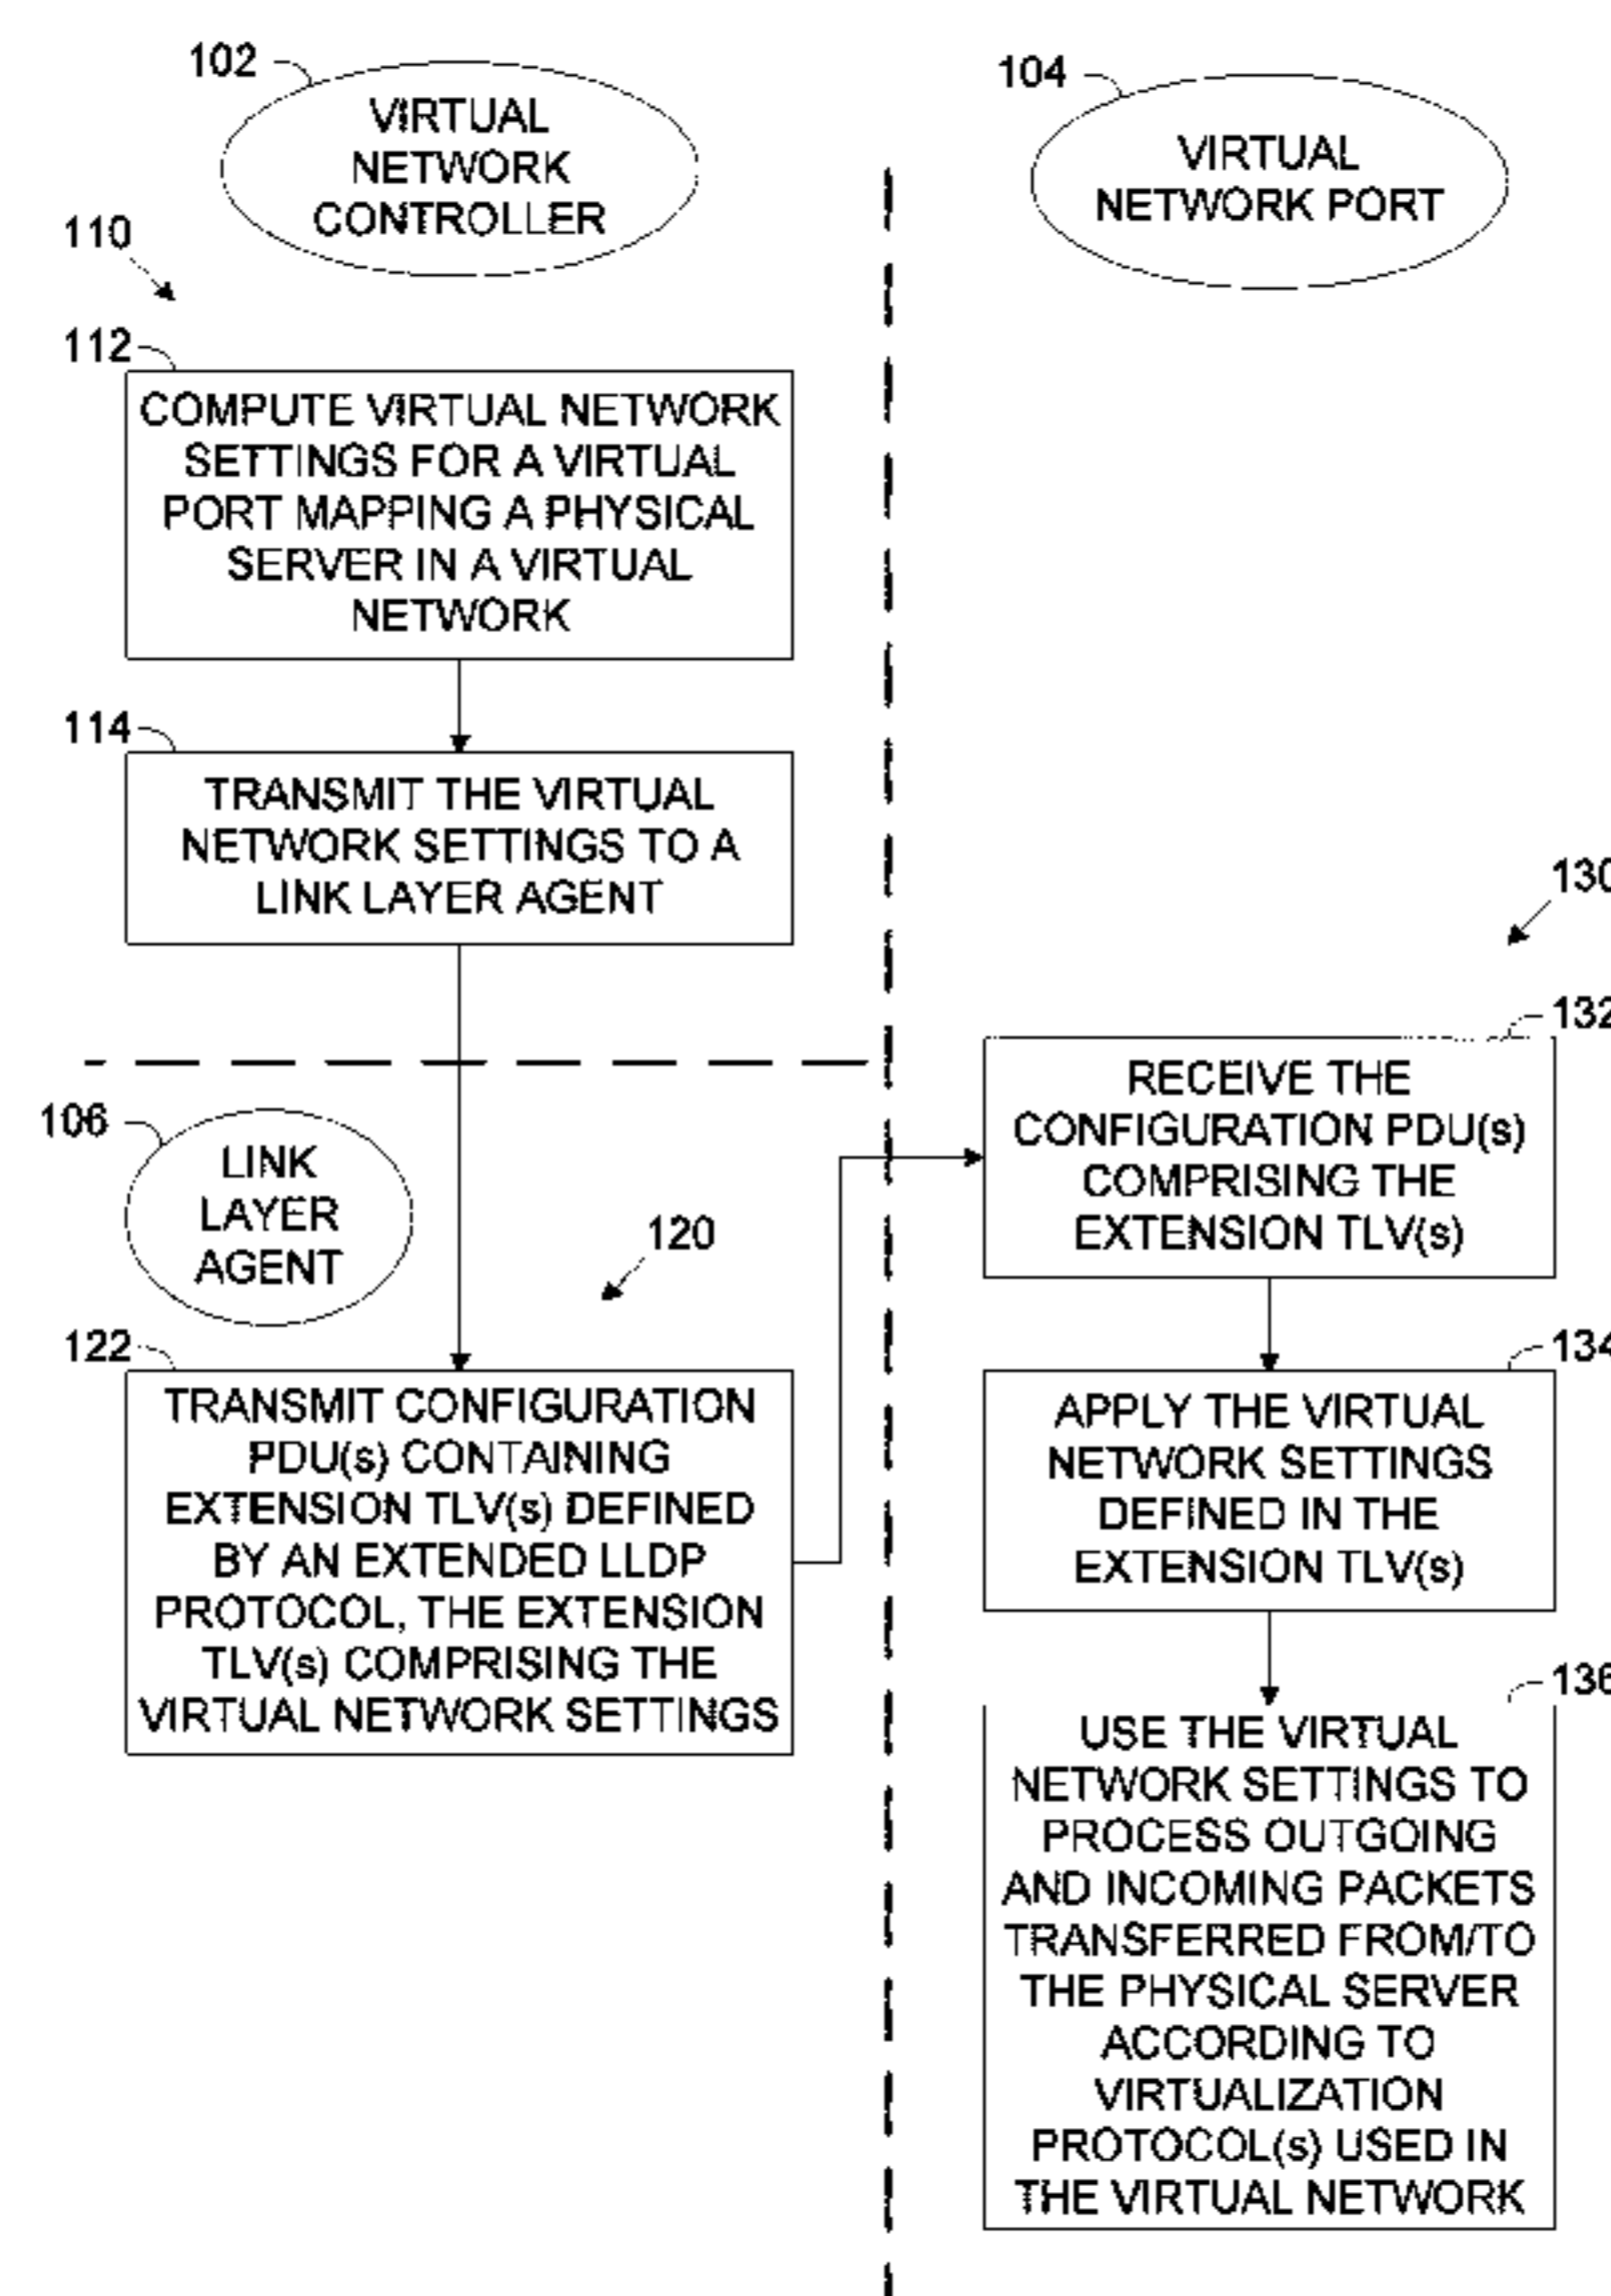 102
VIRTUAL
NETWORK
CONTROLLER
110
112
COMPUTE VIRTUAL NETWORK
SETTINGS FOR A VIRTUAL
PORT MAPPING A PHYSICAL
SERVER IN A VIRTUAL
NETWORK
114
TRANSMIT THE VIRTUAL
NETWORK SETTINGS TO A
LINK LAYER AGENT
106
LINK
LAYER
AGENT
120
122
TRANSMIT CONFIGURATION
PDU(s) CONTAINING
EXTENSION TLV(s) DEFINED
BY AN EXTENDED LLDP
PROTOCOL, THE EXTENSION
TLV(s) COMPRISING THE
VIRTUAL NETWORK SETTINGS
104
VIRTUAL
NETWORK PORT
130
132
RECEIVE THE
CONFIGURATION PDU(s)
COMPRISING THE
EXTENSION TLV(s)
134
APPLY THE VIRTUAL
NETWORK SETTINGS
DEFINED IN THE
EXTENSION TLV(s)
136
USE THE VIRTUAL
NETWORK SETTINGS TO
PROCESS OUTGOING
AND INCOMING PACKETS
TRANSFERRED FROM/TO
THE PHYSICAL SERVER
ACCORDING TO
VIRTUALIZATION
PROTOCOL(s) USED IN
THE VIRTUAL NETWORK